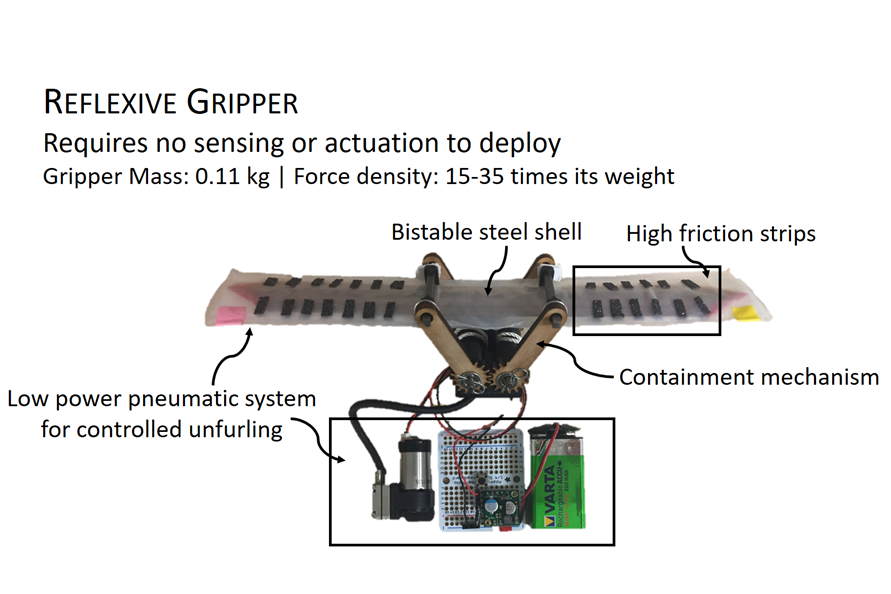 REFLEXIVE GRIPPER
Requires no sensing or actuation to deploy
Gripper Mass: 0.11 kg | Force density: 15-35 times its weight
Bistable steel shell
High friction strips
Containment mechanism
Low power pneumatic system
for controlled unfurling
VARTA